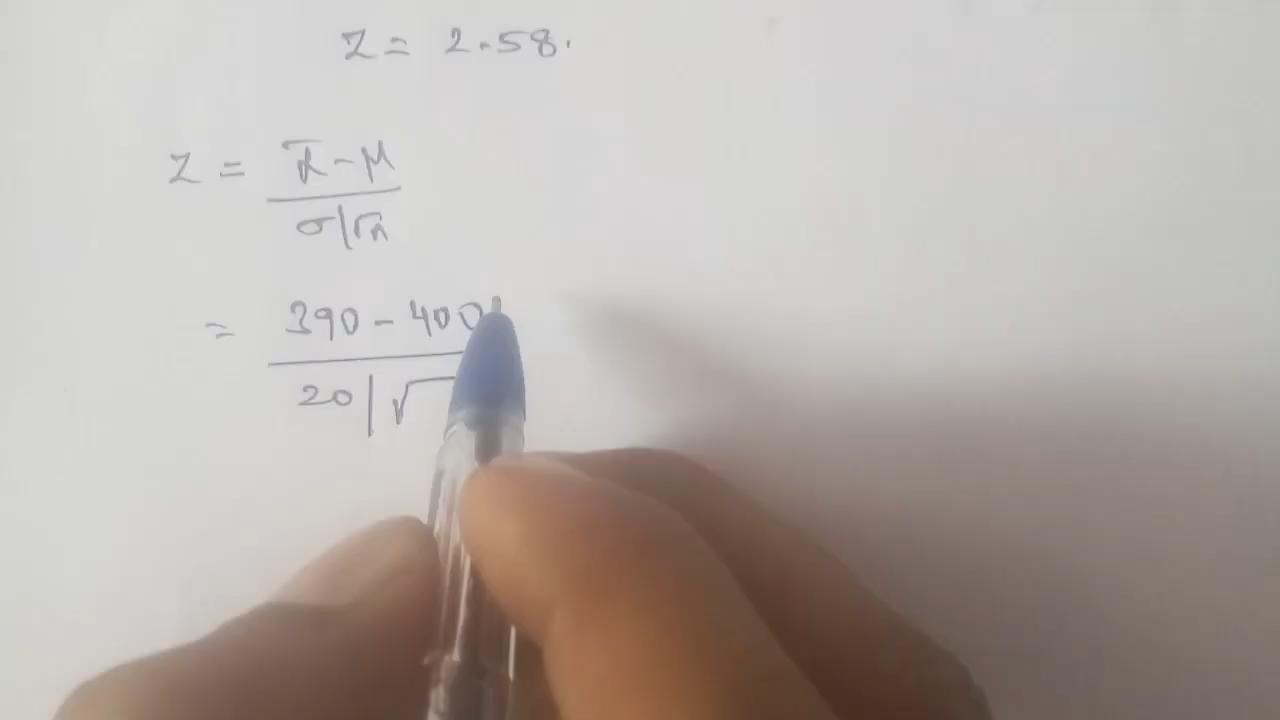 Z = 2.58.
Z = x̄ - μ
σ/√n
= 390 - 400
20/√